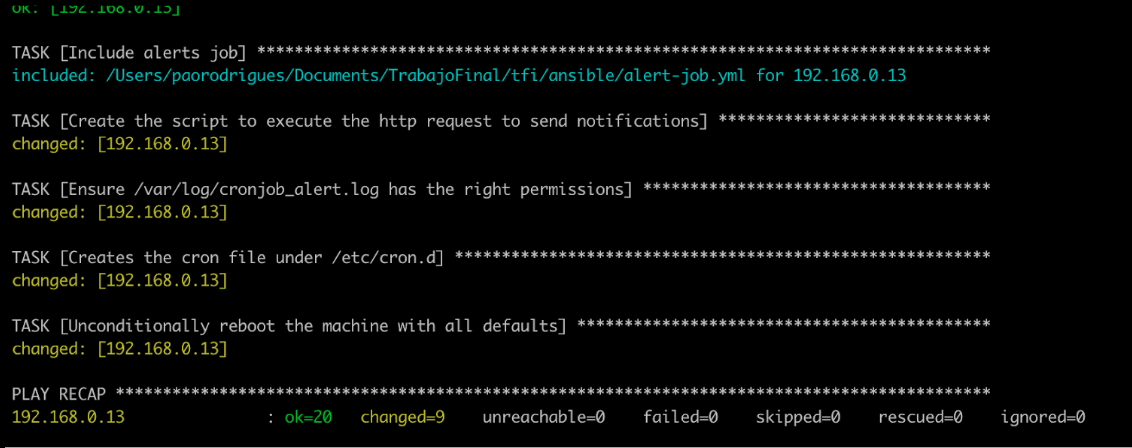 ok: [192.168.0.13]
TASK [Include alerts job] ******************************************************************************
included: /Users/paorodrigues/Documents/TrabajoFinal/tfi/ansible/alert-job.yml for 192.168.0.13
TASK [Create the script to execute the http request to send notifications] *****************************
changed: [192.168.0.13]
TASK [Ensure /var/log/cronjob_alert.log has the right permissions] *************************************
changed: [192.168.0.13]
TASK [Creates the cron file under /etc/cron.d] *********************************************************
changed: [192.168.0.13]
TASK [Unconditionally reboot the machine with all defaults] ********************************************
changed: [192.168.0.13]
PLAY RECAP *********************************************************************************************
192.168.0.13 : ok=20 changed=9 unreachable=0 failed=0 skipped=0 rescued=0 ignored=0